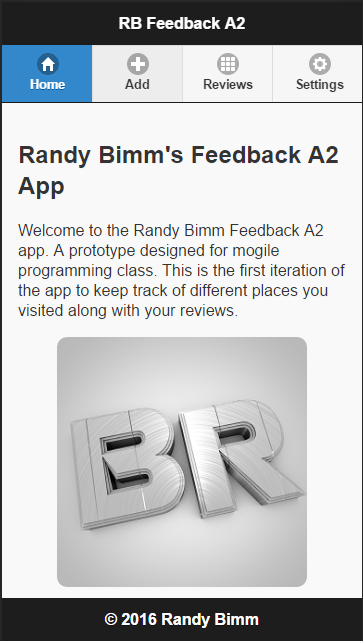 RB Feedback A2
Home Add Reviews Settings
Randy Bimm's Feedback A2
App
Welcome to the Randy Bimm Feedback A2
app. A prototype designed for mogile
programming class. This is the first iteration of
the app to keep track of different places you
visited along with your reviews.
BR
© 2016 Randy Bimm